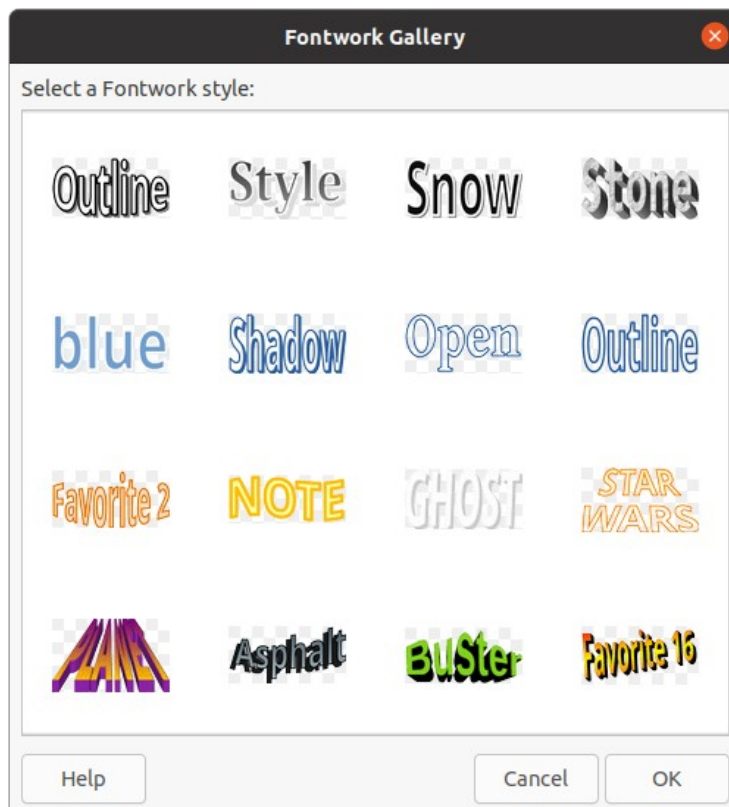 Fontwork Gallery
Select a Fontwork style:
Outline Style Snow Stone
blue Shadow Open Outline
Favorite 2 NOTE GHOST STAR WARS
PLANET Asphalt BuSter Favorite 16
Help Cancel OK